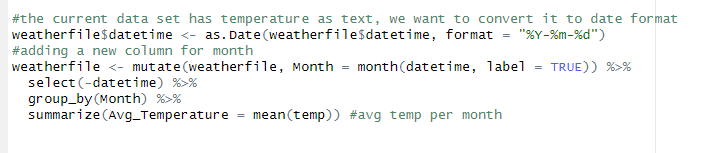 #the current data set has temperature as text, we want to convert it to date format
weatherfile$datetime <- as.Date(weatherfile$datetime, format = "%Y-%m-%d")
#adding a new column for month
weatherfile <- mutate(weatherfile, Month = month(datetime, label = TRUE)) %>%
  select(-datetime) %>%
  group_by(Month) %>%
  summarize(Avg_Temperature = mean(temp)) #avg temp per month